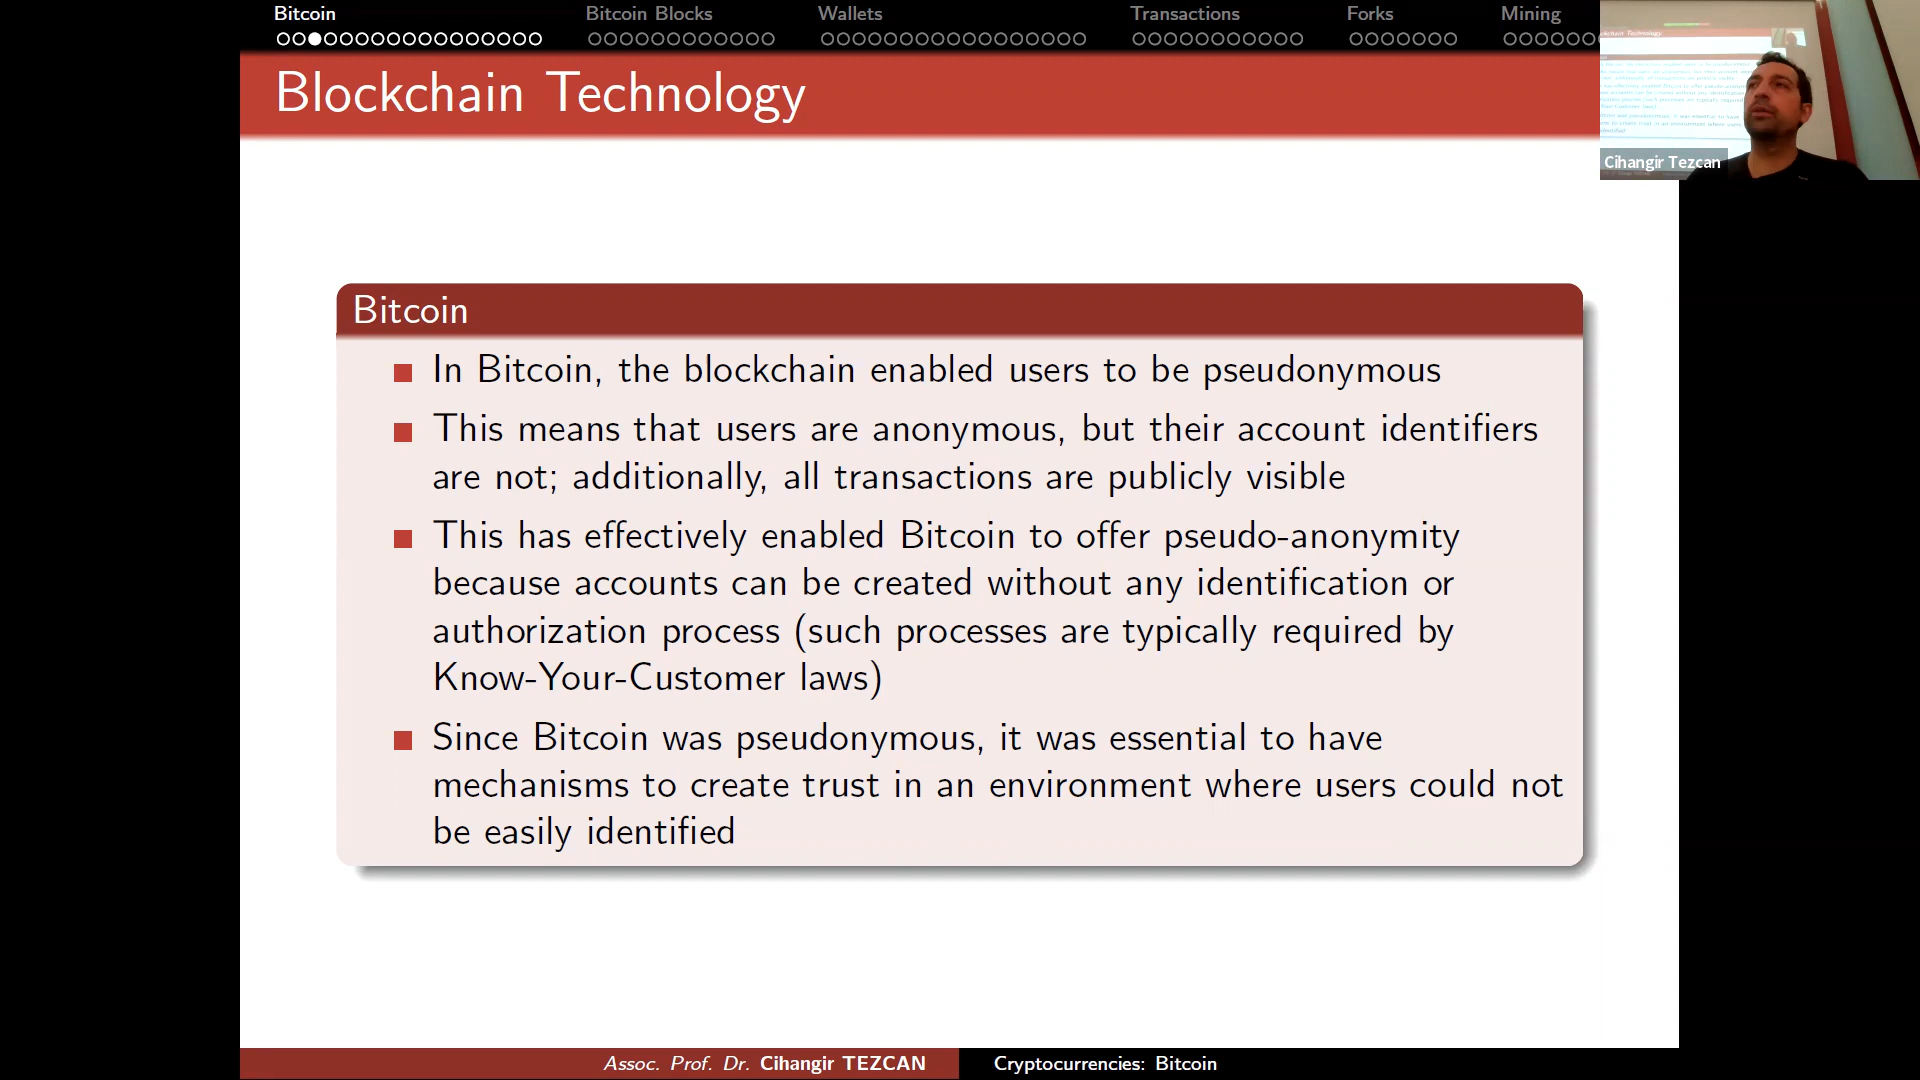 Bitcoin
Bitcoin Blocks
Wallets
Transactions
Forks
Mining
Blockchain Technology
Cihangir Tezcan
Bitcoin
In Bitcoin, the blockchain enabled users to be pseudonymous
This means that users are anonymous, but their account identifiers
are not; additionally, all transactions are publicly visible
This has effectively enabled Bitcoin to offer pseudo-anonymity
because accounts can be created without any identification or
authorization process (such processes are typically required by
Know-Your-Customer laws)
Since Bitcoin was pseudonymous, it was essential to have
mechanisms to create trust in an environment where users could not
be easily identified
Assoc. Prof. Dr. Cihangir TEZCAN
Cryptocurrencies: Bitcoin